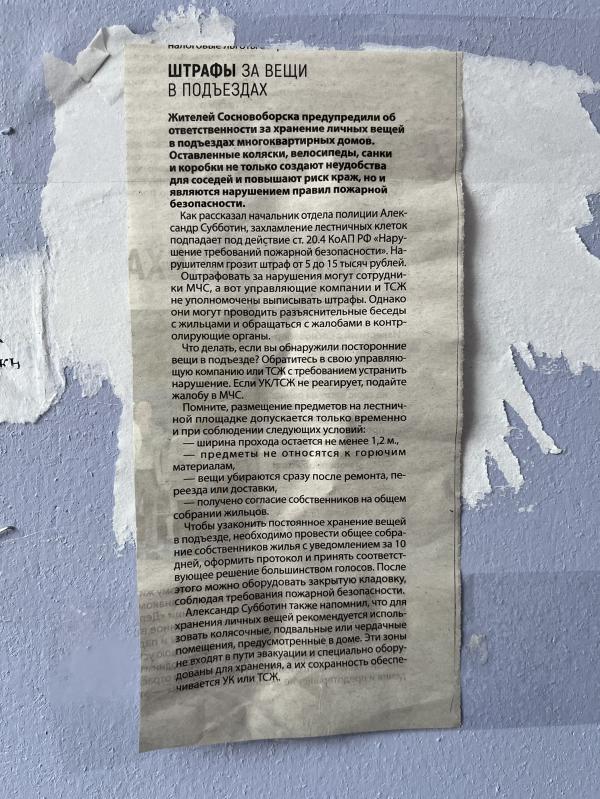 налоговые льготы с
ШТРАФЫ ЗА ВЕЩИ
В ПОДЪЕЗДАХ
Жителей Сосновоборска предупредили об
ответственности за хранение личных вещей
в подъездах многоквартирных домов.
Оставленные коляски, велосипеды, санки
и коробки не только создают неудобства
для соседей и повышают риск краж, но и
являются нарушением правил пожарной
безопасности.
Как рассказал начальник отдела полиции Алек-
сандр Субботин, захламление лестничных клеток
подпадает под действие ст. 20.4 КоАП РФ «Нару-
шение требований пожарной безопасности». На-
рушителям грозит штраф от 5 до 15 тысяч рублей.
Оштрафовать за нарушения могут сотрудни-
ки МЧС, а вот управляющие компании и ТСЖ
не уполномочены выписывать штрафы. Однако
они могут проводить разъяснительные беседы
с жильцами и обращаться с жалобами в контр-
олирующие органы.
Что делать, если вы обнаружили посторонние
вещи в подъезде? Обратитесь в свою управляю-
щую компанию или ТСЖ с требованием устранить
нарушение. Если УК/ТСЖ не реагирует, подайте
жалобу в МЧС.
Помните, размещение предметов на лестнич-
ной площадке допускается только временно
и при соблюдении следующих условий:
— ширина прохода остается не менее 1,2 м.,
— предметы не относятся к горючим
материалам,
— вещи убираются сразу после ремонта, пе-
реезда или доставки,
— получено согласие собственников на общем
собрании жильцов.
Чтобы узаконить постоянное хранение вещей
в подъезде, необходимо провести общее собра-
ние собственников жилья с уведомлением за 10
дней, оформить протокол и принять соответст-
вующее решение большинством голосов. После
этого можно оборудовать закрытую кладовку,
соблюдая требования пожарной безопасности.
Александр Субботин также напомнил, что для
хранения личных вещей рекомендуется исполь-
зовать колясочные, подвальные или чердачные
помещения, предусмотренные в доме. Эти зоны
не входят в пути эвакуации и специально обору-
дованы для хранения, а их сохранность обеспе-
чивается УК или ТСЖ.